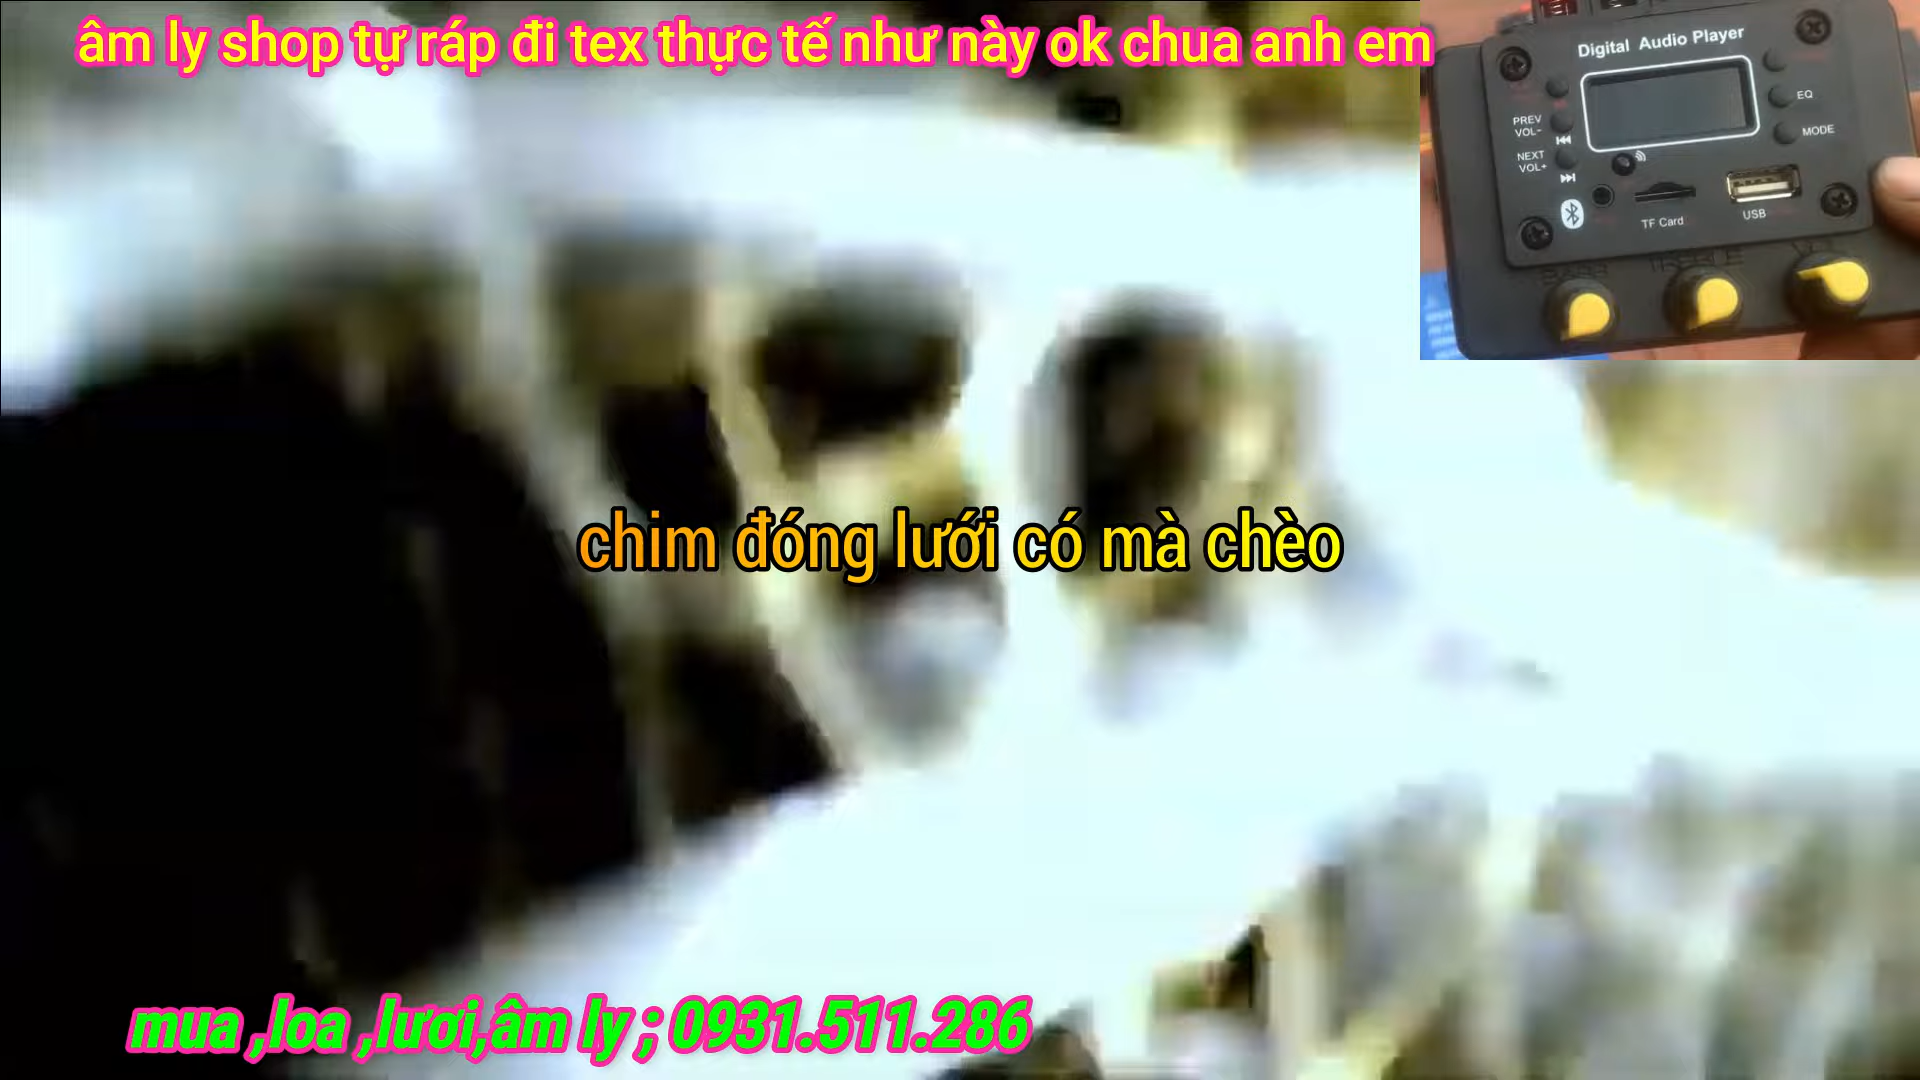 âm ly shop tự ráp đi tex thực tế như này ok chua anh em
Digital Audio Player
EQ
PREV
VOL-
MODE
NEXT
VOL+
TF Card
USB
chim đóng lưới có mà chèo
mua ,loa ,lươi,âm ly ; 0931.511.286